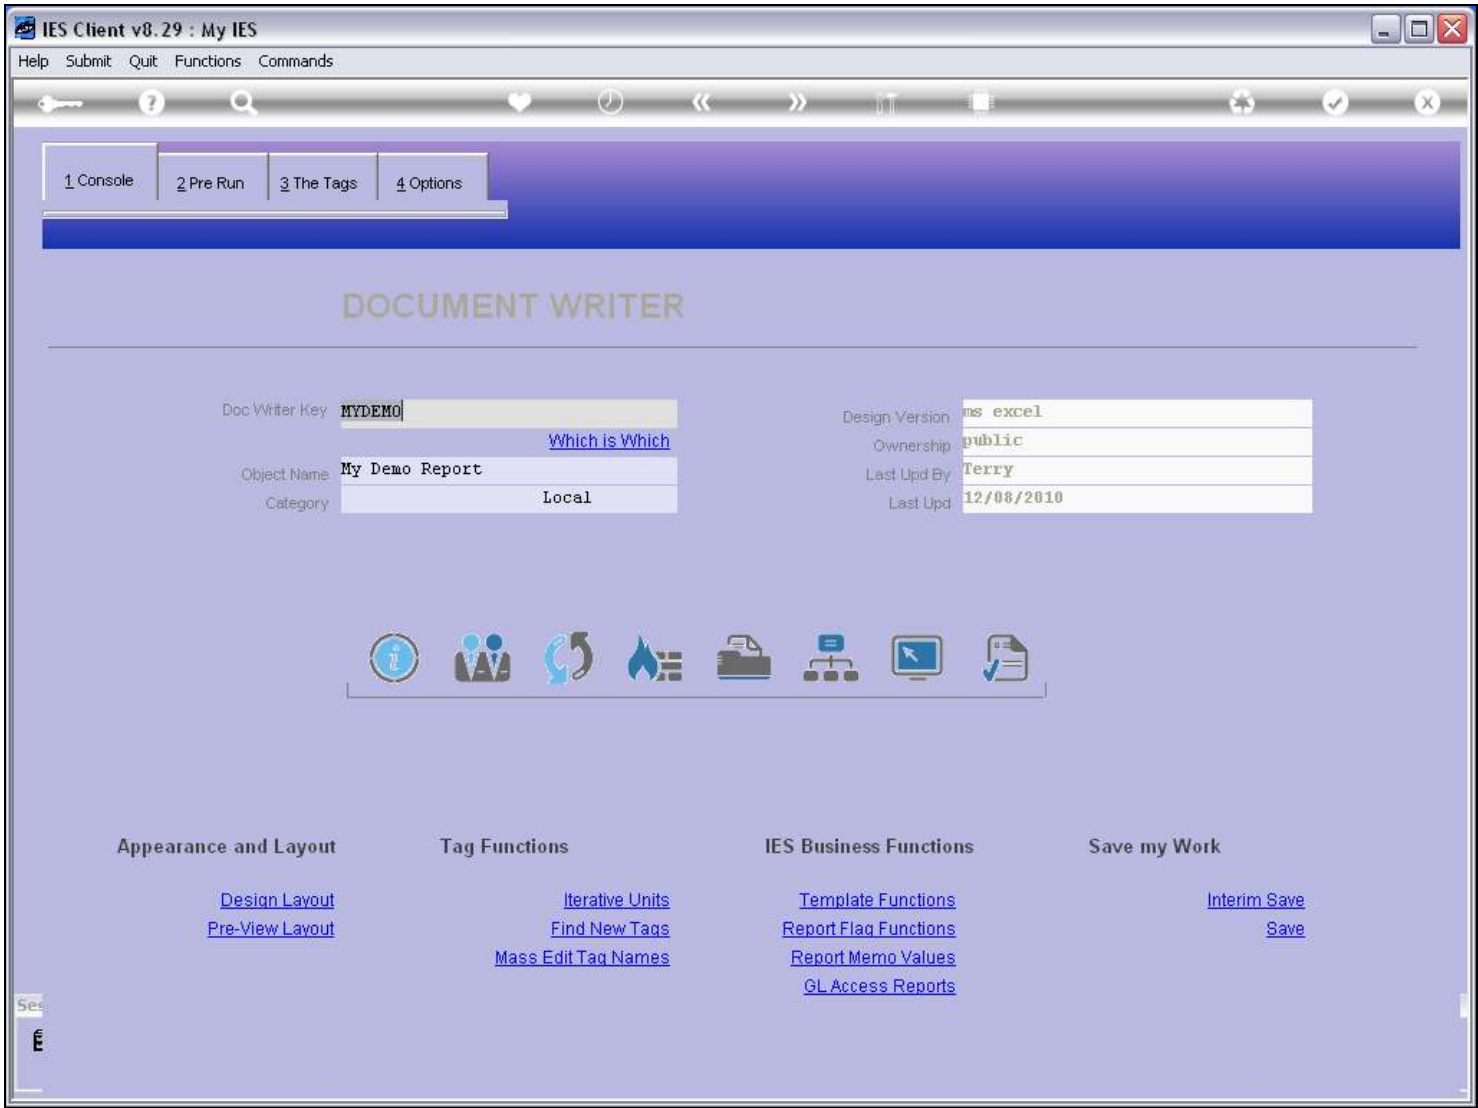 IES Client v8.29 : My IES
Help Submit Quit Functions Commands
1 Console 2 Pre Run 3 The Tags 4 Options
DOCUMENT WRITER
Doc Writer Key MYDEMO
Which is Which
Object Name My Demo Report
Category Local
Design Version ms excel
Ownership public
Last Upd By Terry
Last Upd 12/08/2010
Appearance and Layout
Design Layout
Pre-View Layout
Tag Functions
Iterative Units
Find New Tags
Mass Edit Tag Names
IES Business Functions
Template Functions
Report Flag Functions
Report Memo Values
GL Access Reports
Save my Work
Interim Save
Save